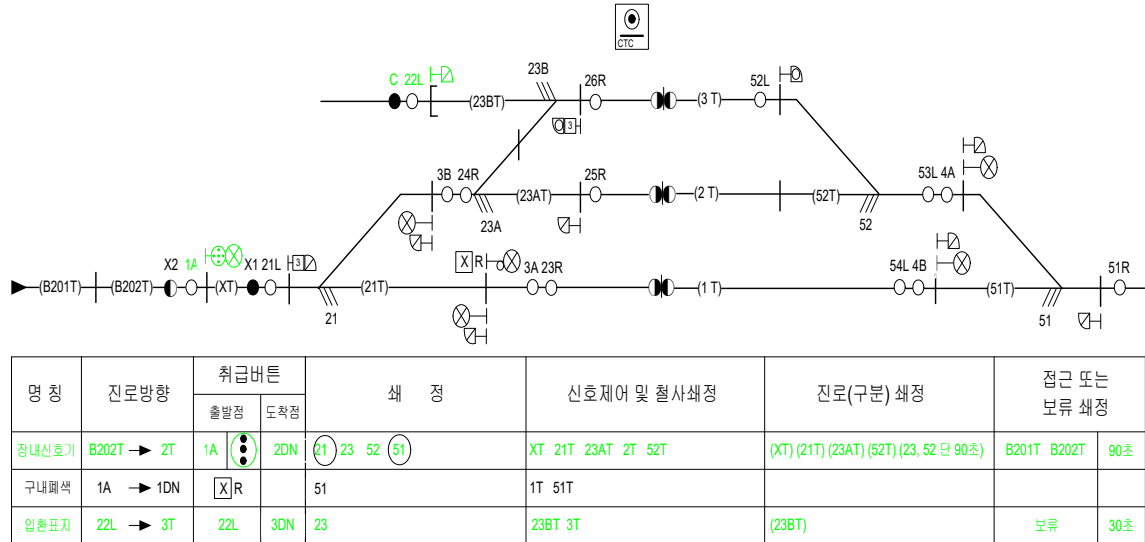 CTC
C 22L
(23BT)
23B
26R
(3 T)
52L
3
3B 24R
(23AT)
23A
25R
(2 T)
(52T)
52
53L 4A
(B201T)
(B202T)
X2 1A
(XT)
X1 21L
3
21
(21T)
X R
3A 23R
(1 T)
54L 4B
(51T)
51
51R
명 칭 진로방향 취급버튼 쇄 정 신호제어 및 철사쇄정 진로(구분) 쇄정 접근 또는
보류 쇄정
출발점 도착점
장내신호기 B202T 2T 1A 2DN 21 23 52 51 XT 21T 23AT 2T 52T (XT) (21T) (23AT) (52T) (23, 52 단 90초) B201T B202T 90초
구내폐색 1A 1DN X R 51 1T 51T
입환표지 22L 3T 22L 3DN 23 23BT 3T (23BT) 보류 30초